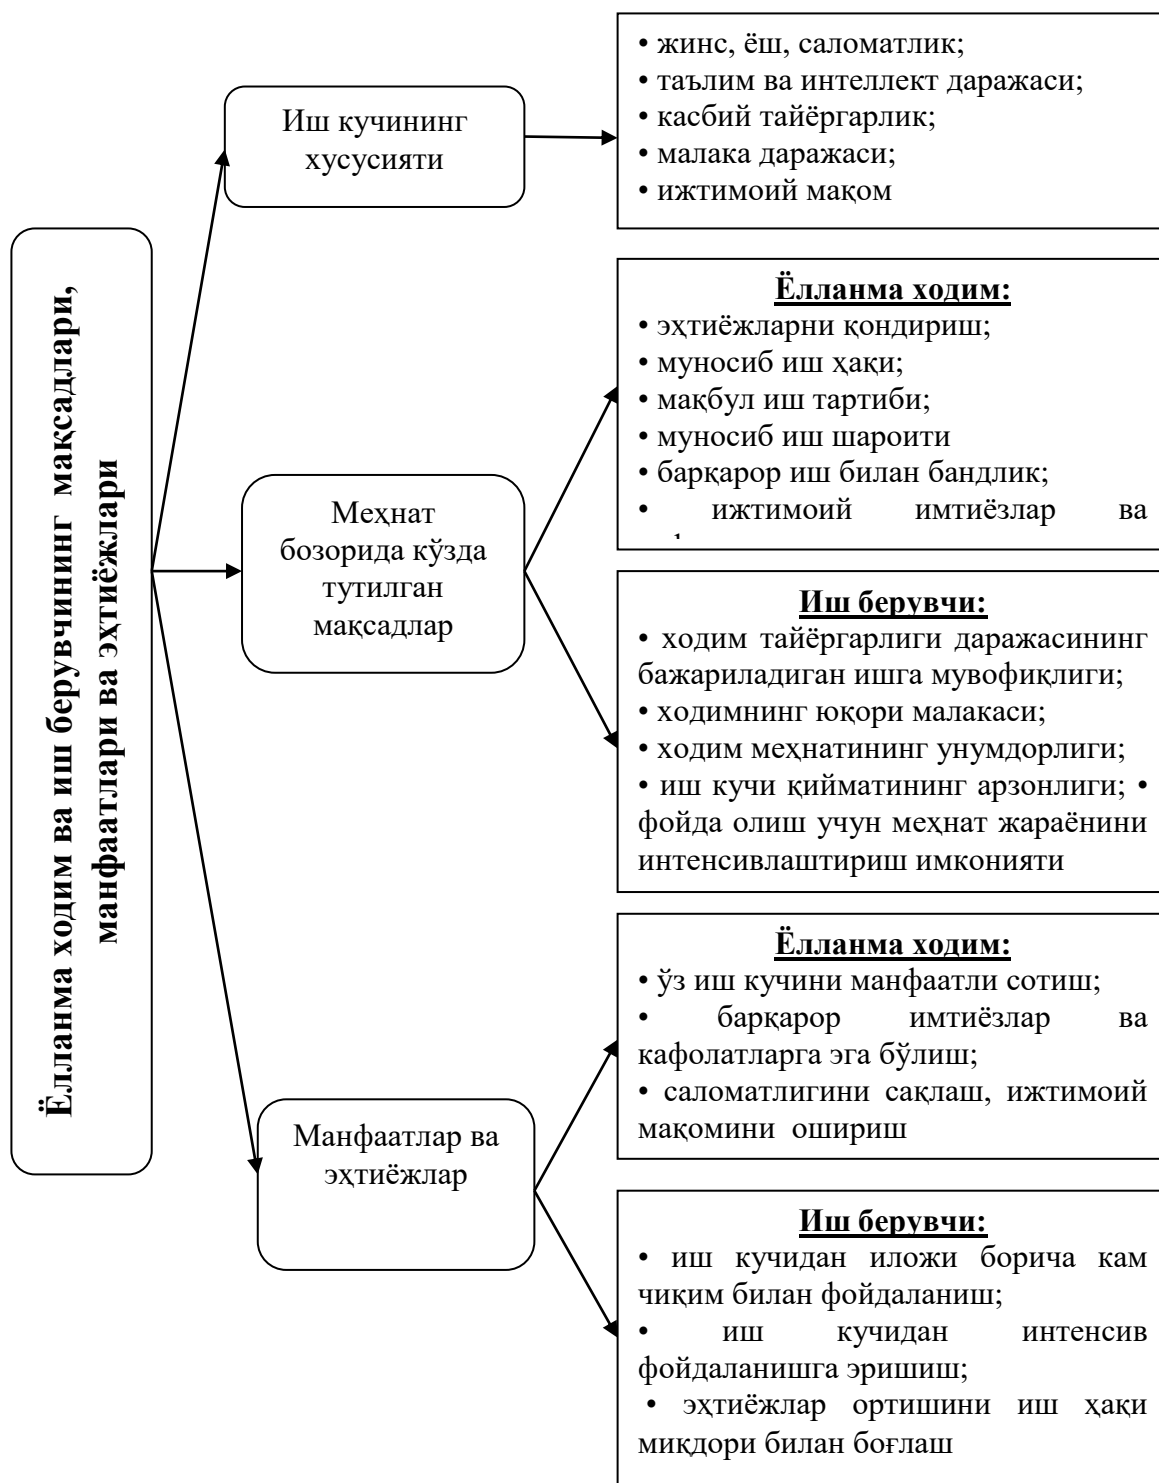 Ёлланма ходим ва иш берувчининг мақсадлари,
манфаатлари ва эҳтиёжлари
Иш кучининг
хусусияти
• жинс, ёш, саломатлик;
• таълим ва интеллект даражаси;
• касбий тайёргарлик;
• малака даражаси;
• ижтимоий мақом
Меҳнат
бозорида кўзда
тутилган
мақсадлар
Ёлланма ходим:
• эҳтиёжларни қондириш;
• муносиб иш ҳақи;
• мақбул иш тартиби;
• муносиб иш шароити
• барқарор иш билан бандлик;
• ижтимоий имтиёзлар ва
Иш берувчи:
• ходим тайёргарлиги даражасининг
бажариладиган ишга мувофиқлиги;
• ходимнинг юқори малакаси;
• ходим меҳнатининг унумдорлиги;
• иш кучи қийматининг арзонлиги; •
фойда олиш учун меҳнат жараёнини
интенсивлаштириш имконияти
Манфаатлар ва
эҳтиёжлар
Ёлланма ходим:
• ўз иш кучини манфаатли сотиш;
• барқарор имтиёзлар ва
кафолатларга эга бўлиш;
• саломатлигини сақлаш, ижтимоий
мақомини ошириш
Иш берувчи:
• иш кучидан иложи борича кам
чиқим билан фойдаланиш;
• иш кучидан интенсив
фойдаланишга эришиш;
• эҳтиёжлар ортишини иш ҳақи
миқдори билан боғлаш